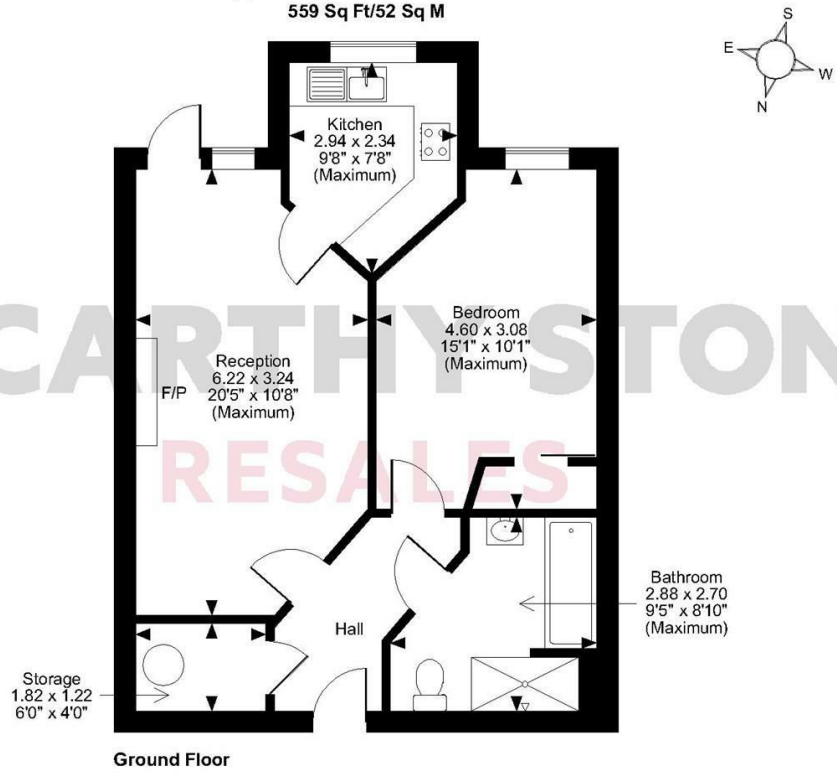 559 Sq Ft/52 Sq M
S
E
W
N
Kitchen
2.94 x 2.34
9'8" x 7'8"
(Maximum)
Bedroom
4.60 x 3.08
15'1" x 10'1"
(Maximum)
Reception
6.22 x 3.24
20'5" x 10'8"
(Maximum)
F/P
CARTHY STON
RESALES
Bathroom
2.88 x 2.70
9'5" x 8'10"
(Maximum)
Hall
Storage
1.82 x 1.22
6'0" x 4'0"
Ground Floor